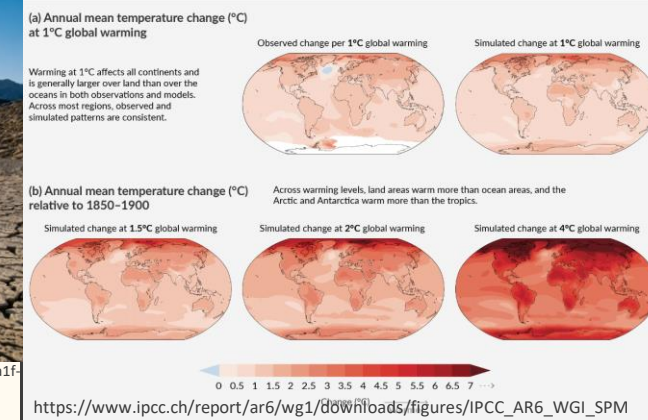 (a) Annual mean temperature change (°C)
at 1°C global warming
Warming at 1°C affects all continents and
is generally larger over land than over the
oceans in both observations and models.
Across most regions, observed and
simulated patterns are consistent.
Observed change per 1°C global warming
Simulated change at 1°C global warming
(b) Annual mean temperature change (°C)
relative to 1850–1900
Across warming levels, land areas warm more than ocean areas, and the
Arctic and Antarctica warm more than the tropics.
Simulated change at 1.5°C global warming
Simulated change at 2°C global warming
Simulated change at 4°C global warming
0 0.5 1 1.5 2 2.5 3 3.5 4 4.5 5 5.5 6 6.5 7
Change (°C)
https://www.ipcc.ch/report/ar6/wg1/downloads/figures/IPCC_AR6_WGI_SPM